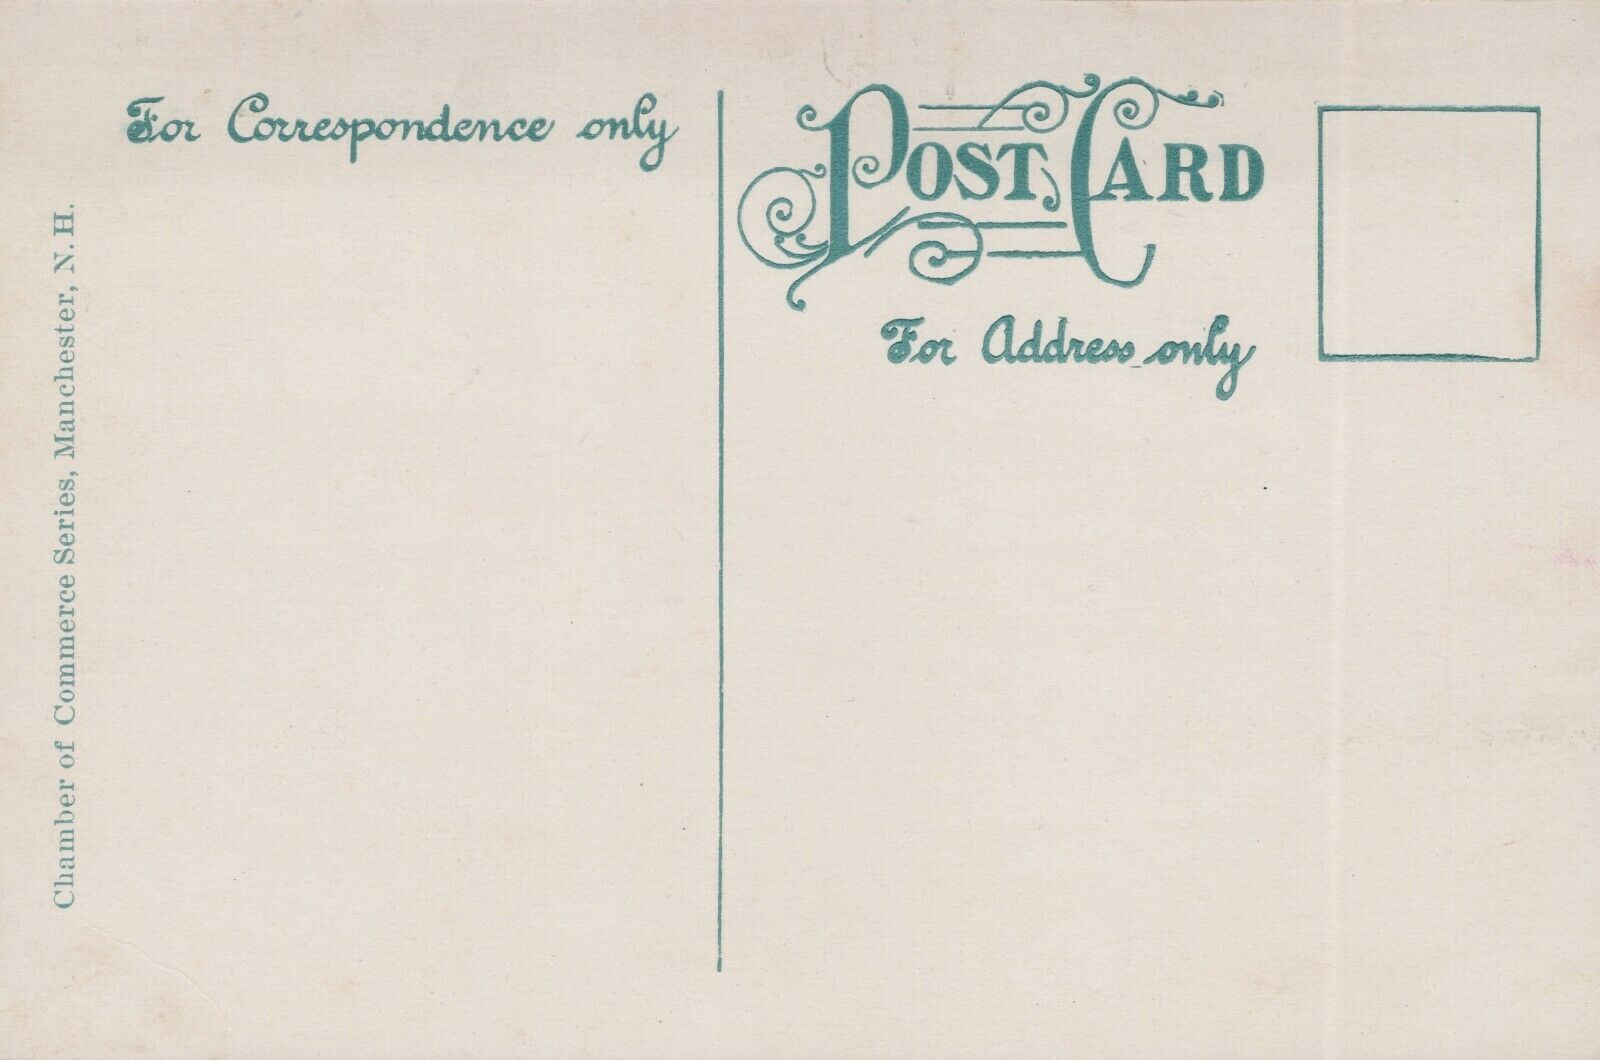 For Correspondence only
POST CARD
For Address only
Chamber of Commerce Series, Manchester, N. H.